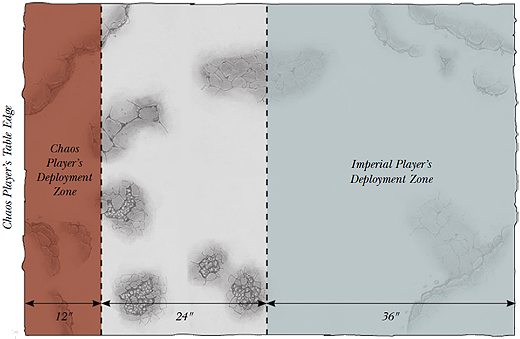 Chaos Player's Table Edge
Chaos
Player's
Deployment
Zone
Imperial Player's
Deployment Zone
12"
24"
36"